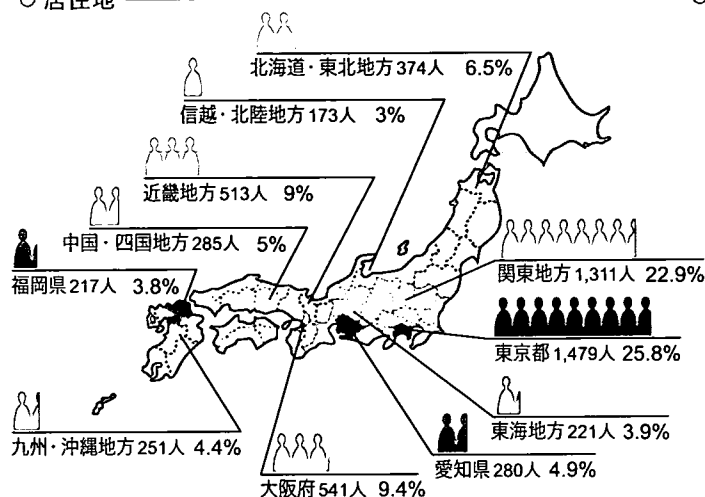 居住地
北海道・東北地方 374人 6.5%
信越・北陸地方 173人 3%
近畿地方 513人 9%
中国・四国地方 285人 5%
福岡県 217人 3.8%
関東地方 1,311人 22.9%
東京都 1,479人 25.8%
東海地方 221人 3.9%
九州・沖縄地方 251人 4.4%
愛知県 280人 4.9%
大阪府 541人 9.4%